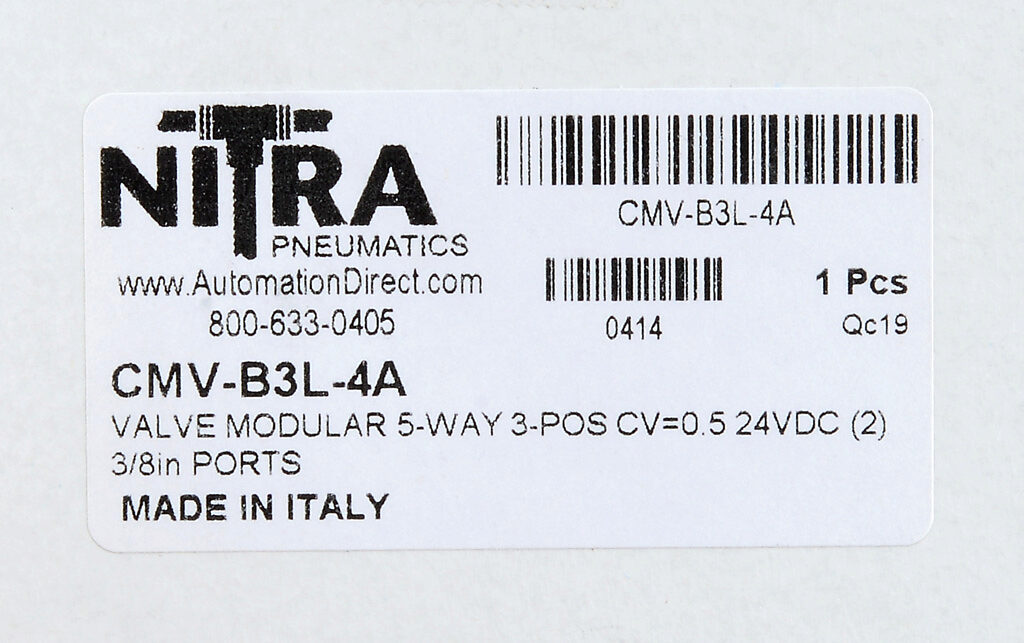 NITRA
PNEUMATICS
www.AutomationDirect.com
800-633-0405
CMV-B3L-4A
0414
1 Pcs
Qc19
CMV-B3L-4A
VALVE MODULAR 5-WAY 3-POS CV=0.5 24VDC (2)
3/8in PORTS
MADE IN ITALY